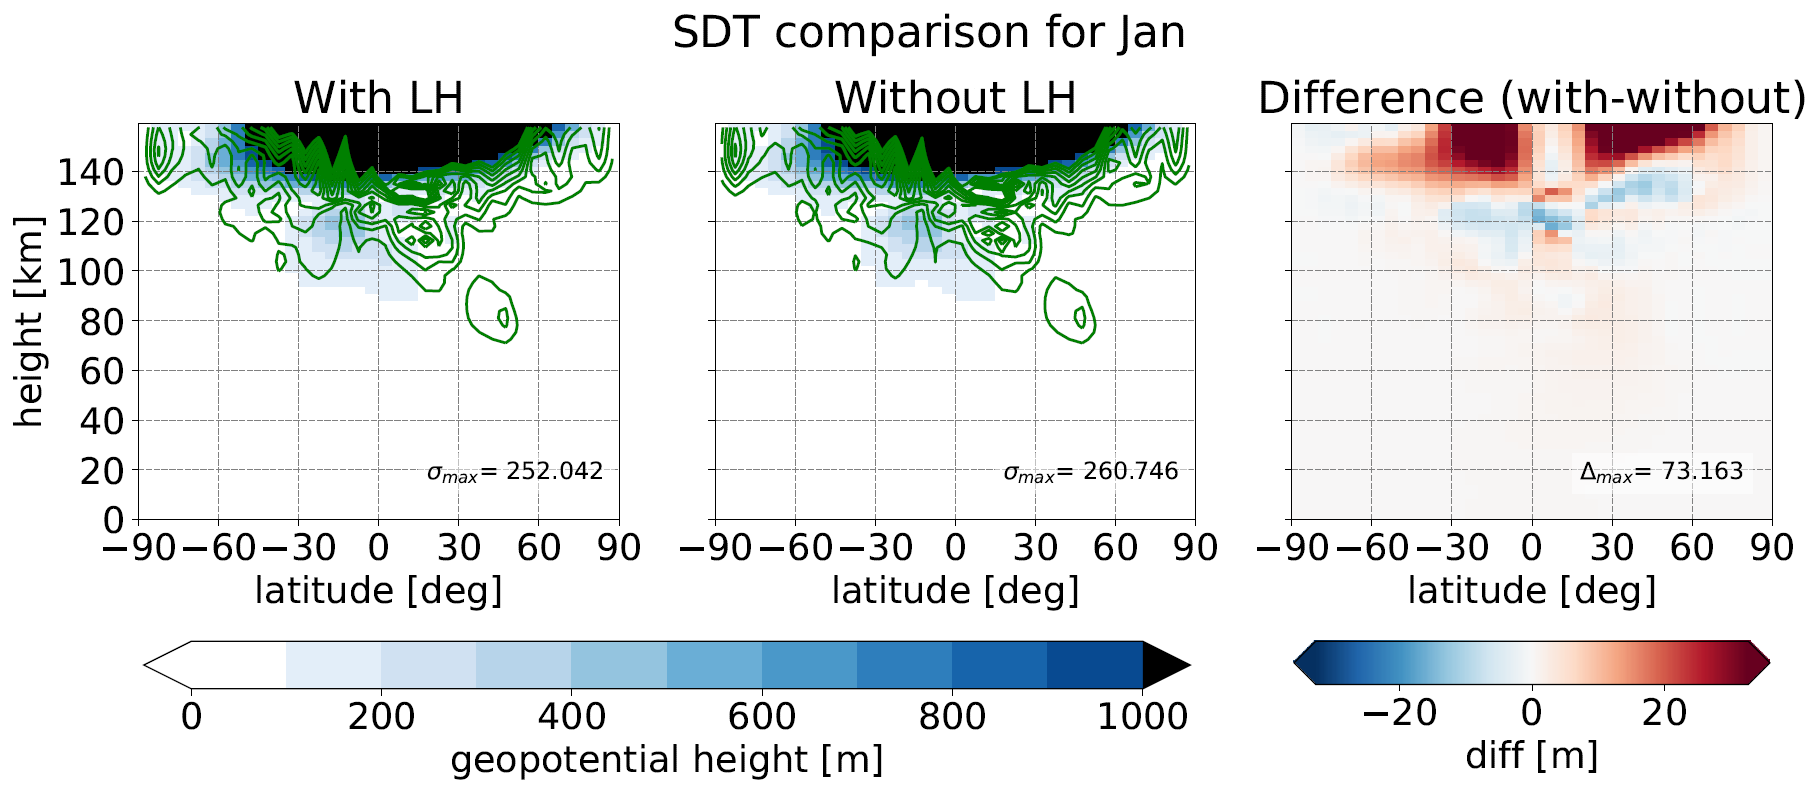 SDT comparison for Jan
With LH
Without LH
Difference (with-without)
height [km]
140
120
100
80
60
40
20
0
σmax= 252.042
σmax= 260.746
Δmax= 73.163
−90 −60 −30 0 30 60 90
−90 −60 −30 0 30 60 90
−90 −60 −30 0 30 60 90
latitude [deg]
latitude [deg]
latitude [deg]
0 200 400 600 800 1000
geopotential height [m]
−20 0 20
diff [m]